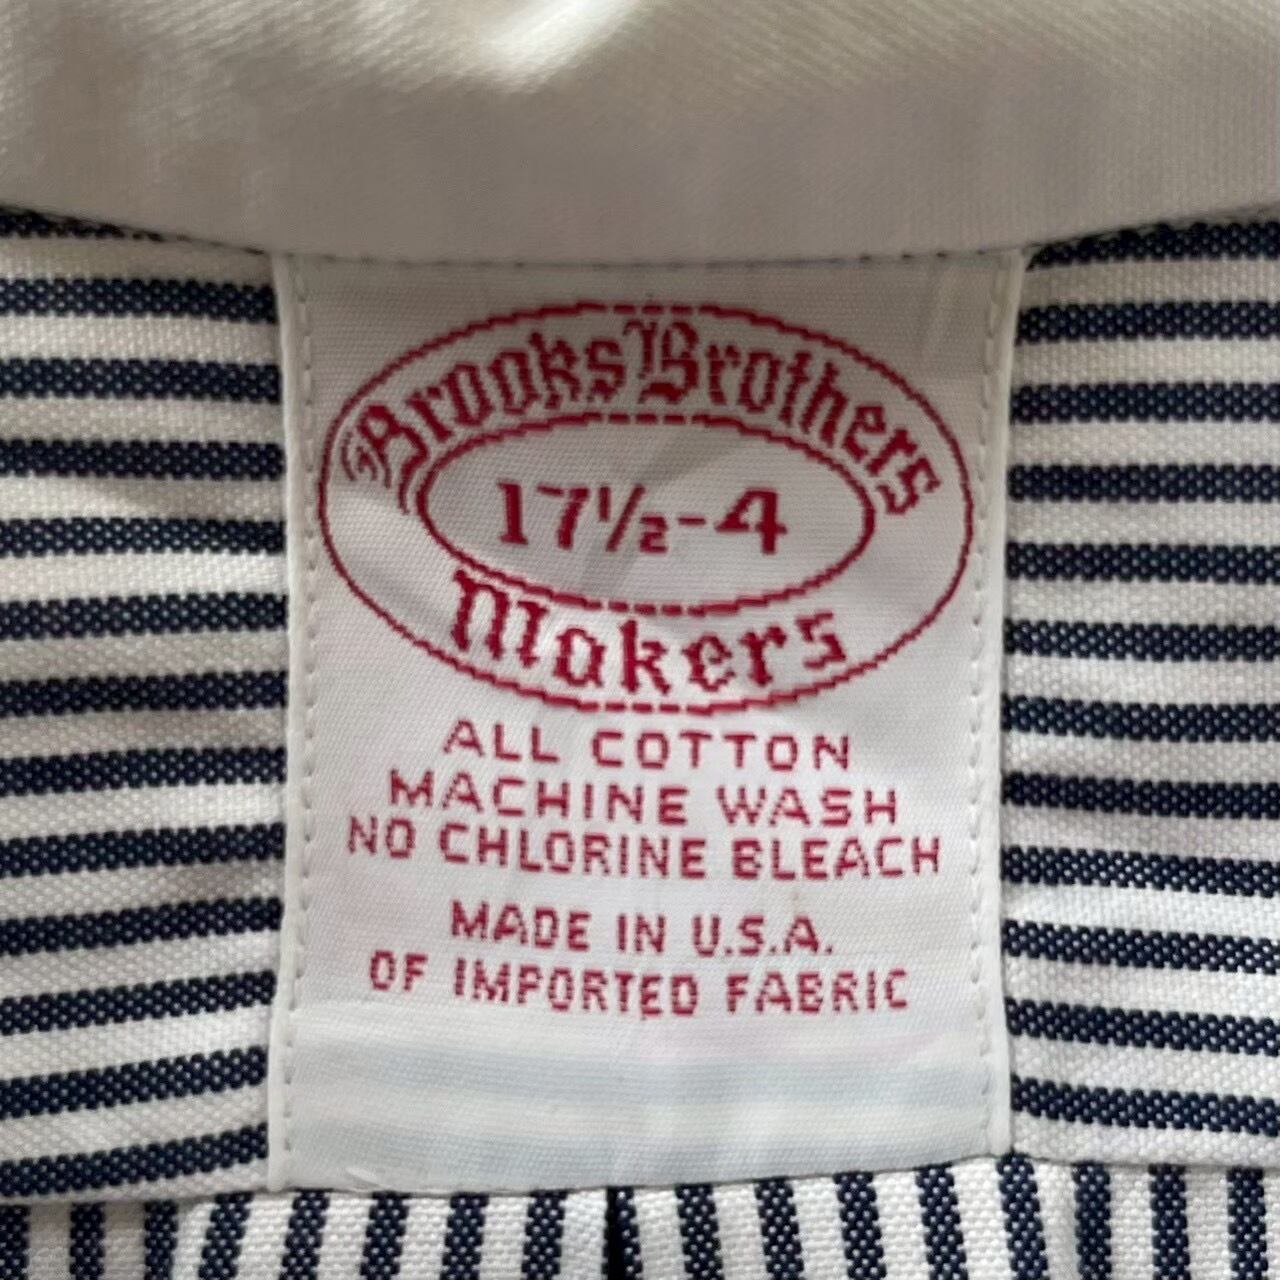 Brooks Brothers
17½-4
Makers
ALL COTTON
MACHINE WASH
NO CHLORINE BLEACH
MADE IN U.S.A.
OF IMPORTED FABRIC